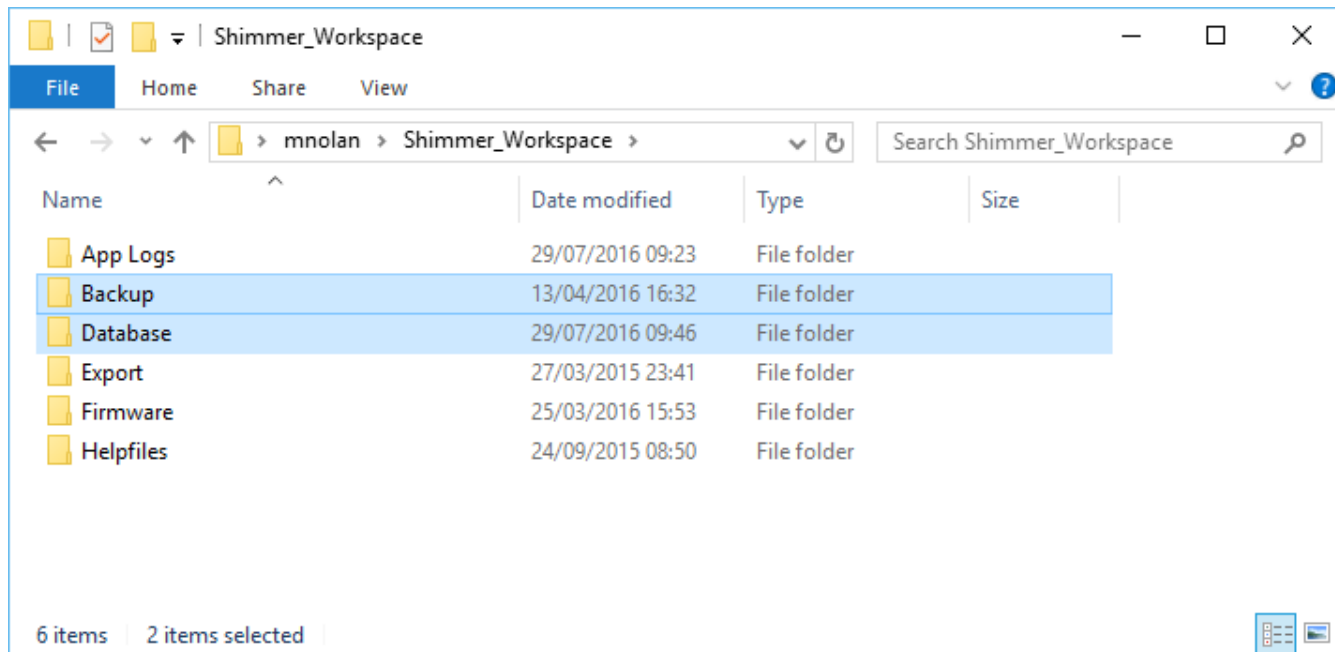 Shimmer_Workspace
File Home Share View ?
mnolan Shimmer_Workspace Search Shimmer_Workspace
Name Date modified Type Size
App Logs 29/07/2016 09:23 File folder
Backup 13/04/2016 16:32 File folder
Database 29/07/2016 09:46 File folder
Export 27/03/2015 23:41 File folder
Firmware 25/03/2016 15:53 File folder
Helpfiles 24/09/2015 08:50 File folder
6 items 2 items selected